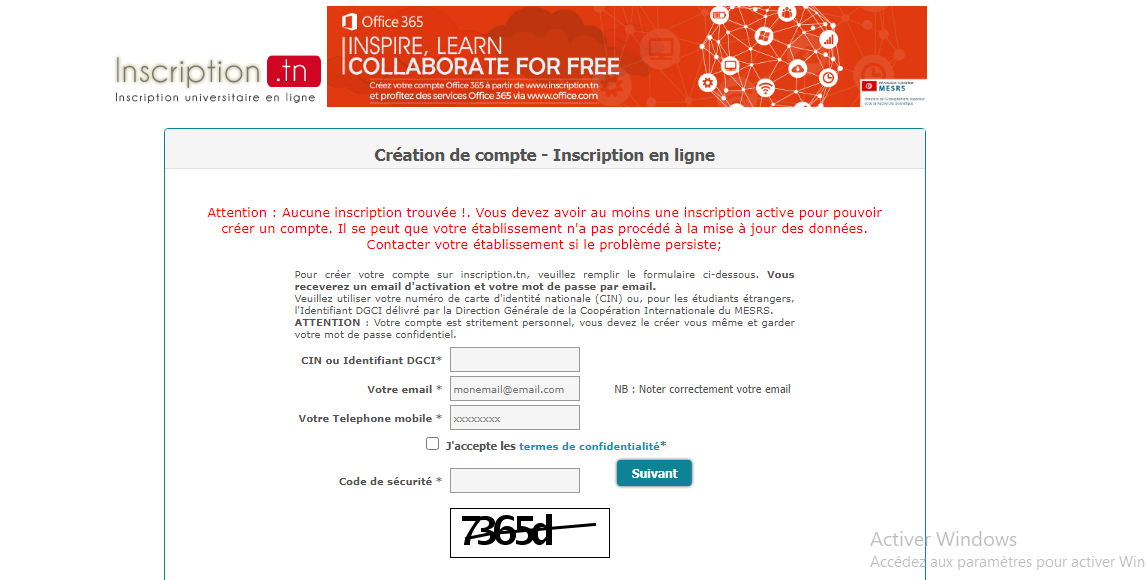 Office 365
INSPIRE, LEARN
COLLABORATE FOR FREE
Créez votre compte Office 365 à partir de www.inscription.tn
et profitez des services Office 365 via www.office.com
MESRS
Inscription .tn
Inscription universitaire en ligne
Création de compte - Inscription en ligne
Attention : Aucune inscription trouvée !. Vous devez avoir au moins une inscription active pour pouvoir
créer un compte. Il se peut que votre établissement n'a pas procédé à la mise à jour des données.
Contacter votre établissement si le problème persiste;
Pour créer votre compte sur inscription.tn, veuillez remplir le formulaire ci-dessous. Vous
receverez un email d'activation et votre mot de passe par email.
Veuillez utiliser votre numéro de carte d'identité nationale (CIN) ou, pour les étudiants étrangers,
l'Identifiant DGCI délivré par la Direction Générale de la Coopération Internationale du MESRS.
ATTENTION : Votre compte est stritement personnel, vous devez le créer vous même et garder
votre mot de passe confidentiel.
CIN ou Identifiant DGCI*
Votre email * monemail@email.com NB : Noter correctement votre email
Votre Telephone mobile * xxxxxxxx
J'accepte les termes de confidentialité*
Code de sécurité * Suivant
7365d
Activer Windows
Accédez aux paramètres pour activer Win